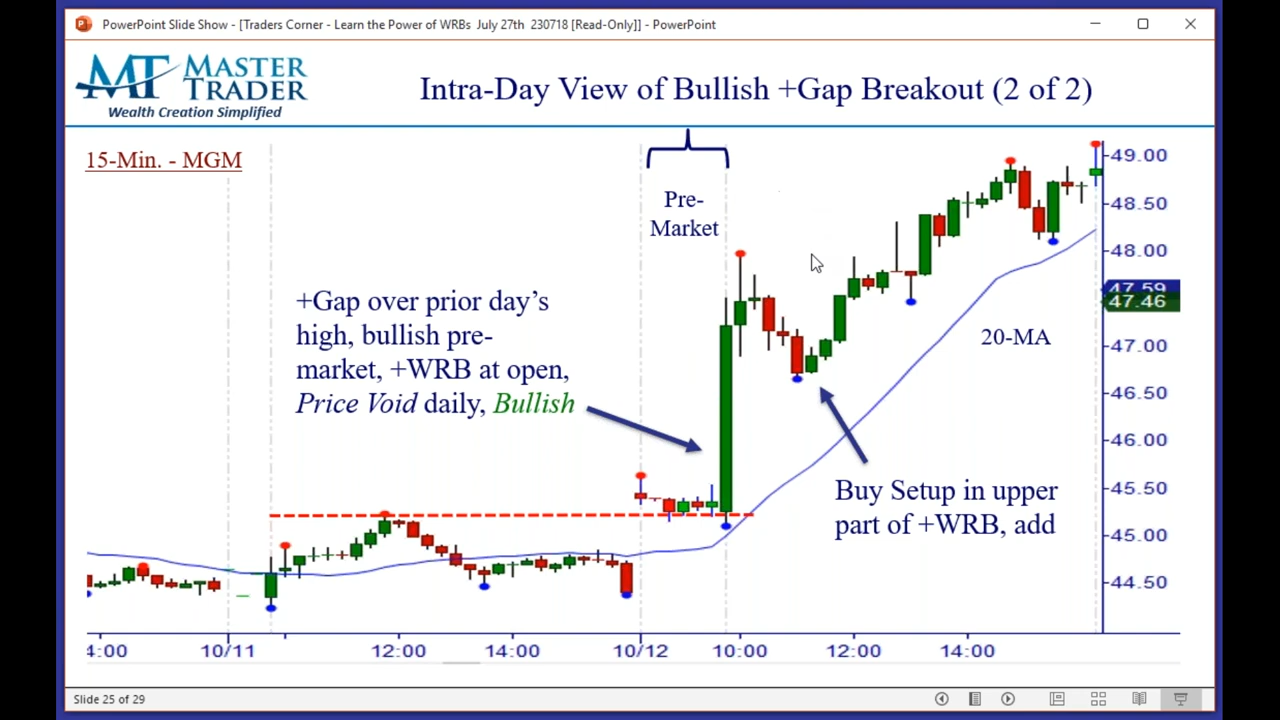 PowerPoint Slide Show - [Traders Corner - Learn the Power of WRBs  July 27th  230718 [Read-Only]] - PowerPoint
MT MASTER
TRADER
Wealth Creation Simplified
Intra-Day View of Bullish +Gap Breakout (2 of 2)
15-Min. - MGM
Pre-
Market
+Gap over prior day's
high, bullish pre-
market, +WRB at open,
Price Void daily, Bullish
20-MA
Buy Setup in upper
part of +WRB, add
49.00
48.50
48.00
47.59
47.46
47.00
46.50
46.00
45.50
45.00
44.50
4:00
10/11
12:00
14:00
10/12
10:00
12:00
14:00
Slide 25 of 29